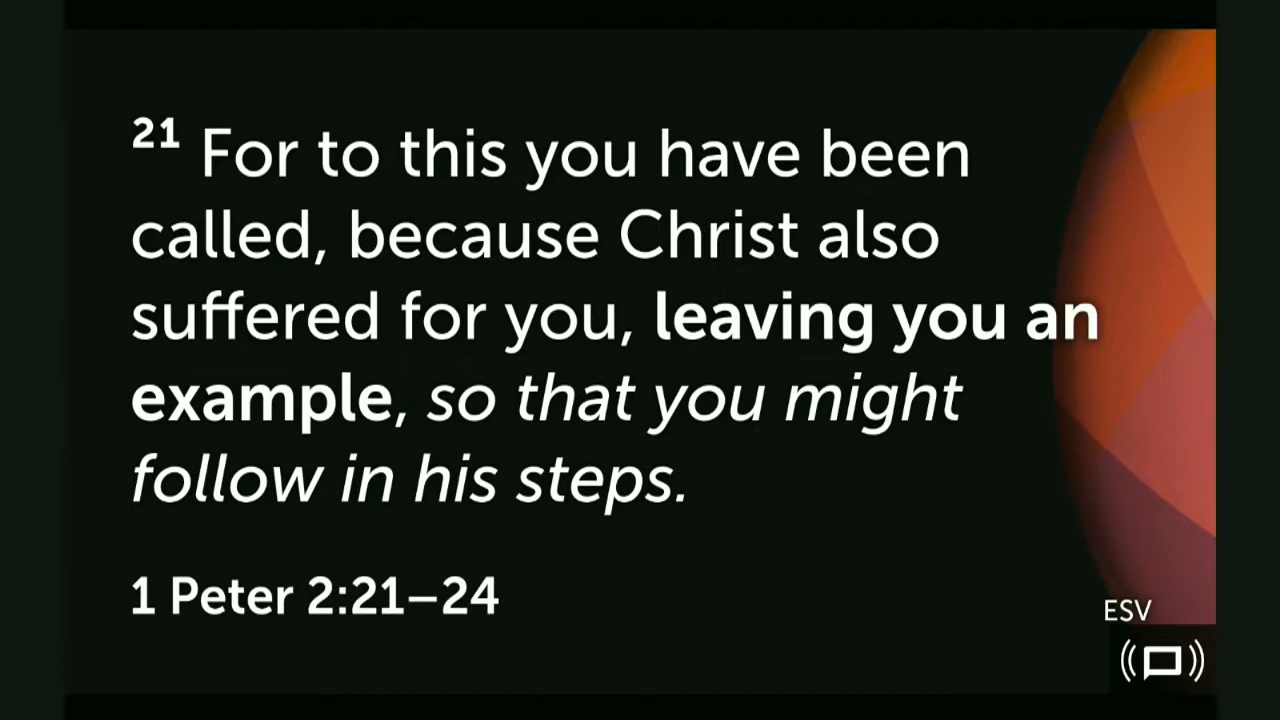 21 For to this you have been
called, because Christ also
suffered for you, leaving you an
example, so that you might
follow in his steps.
1 Peter 2:21–24
ESV